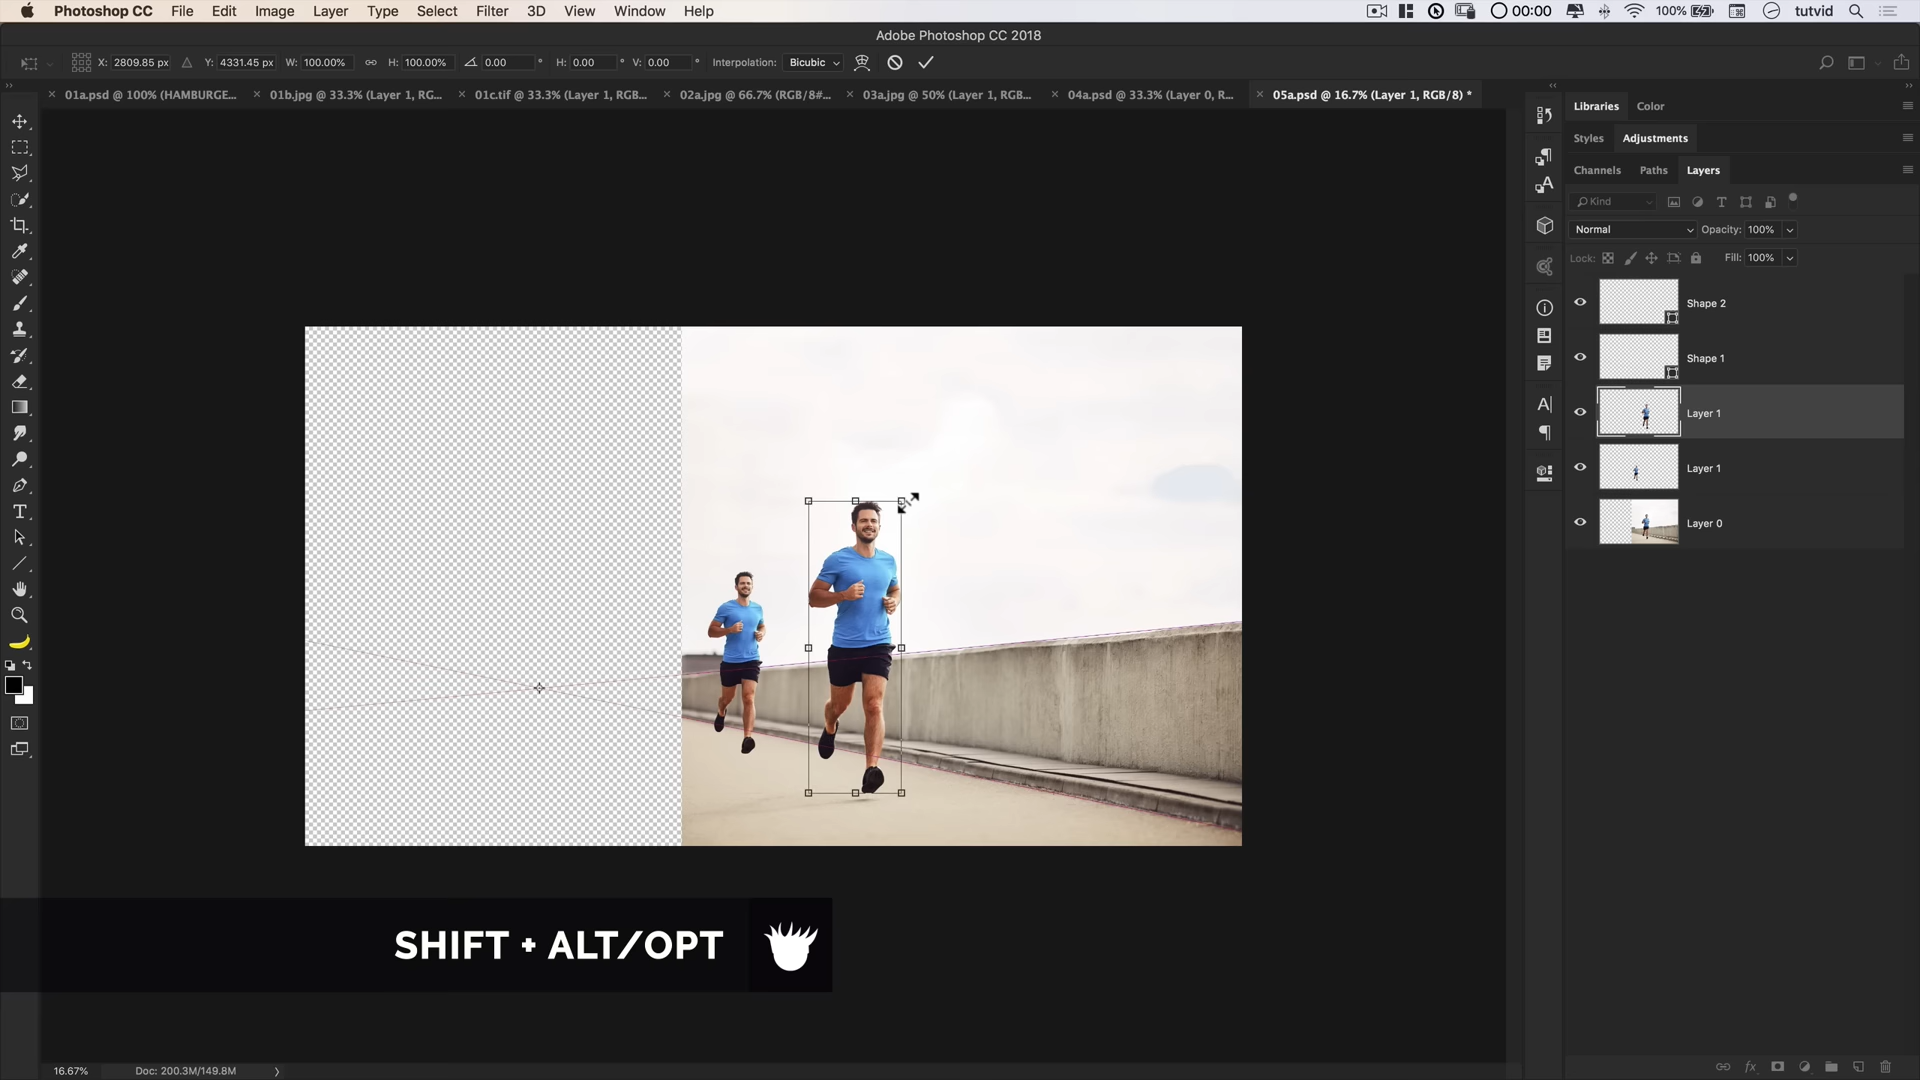 Photoshop CC File Edit Image Layer Type Select Filter 3D View Window Help 00:00 100% tutvid
Adobe Photoshop CC 2018
X: 2809.85 px Y: 4331.45 px W: 100.00% H: 100.00% 0.00 ° H: 0.00 ° V: 0.00 ° Interpolation: Bicubic
01a.psd @ 100% (HAMBURGE... 01b.jpg @ 33.3% (Layer 1, RG... 01c.tif @ 33.3% (Layer 1, RGB... 02a.jpg @ 66.7% (RGB/8#... 03a.jpg @ 50% (Layer 1, RGB... 04a.psd @ 33.3% (Layer 0, R... 05a.psd @ 16.7% (Layer 1, RGB/8) *
Libraries Color
Styles Adjustments
Channels Paths Layers
Kind
Normal Opacity: 100%
Lock: Fill: 100%
Shape 2
Shape 1
Layer 1
Layer 1
Layer 0
SHIFT + ALT/OPT
16.67% Doc: 200.3M/149.8M